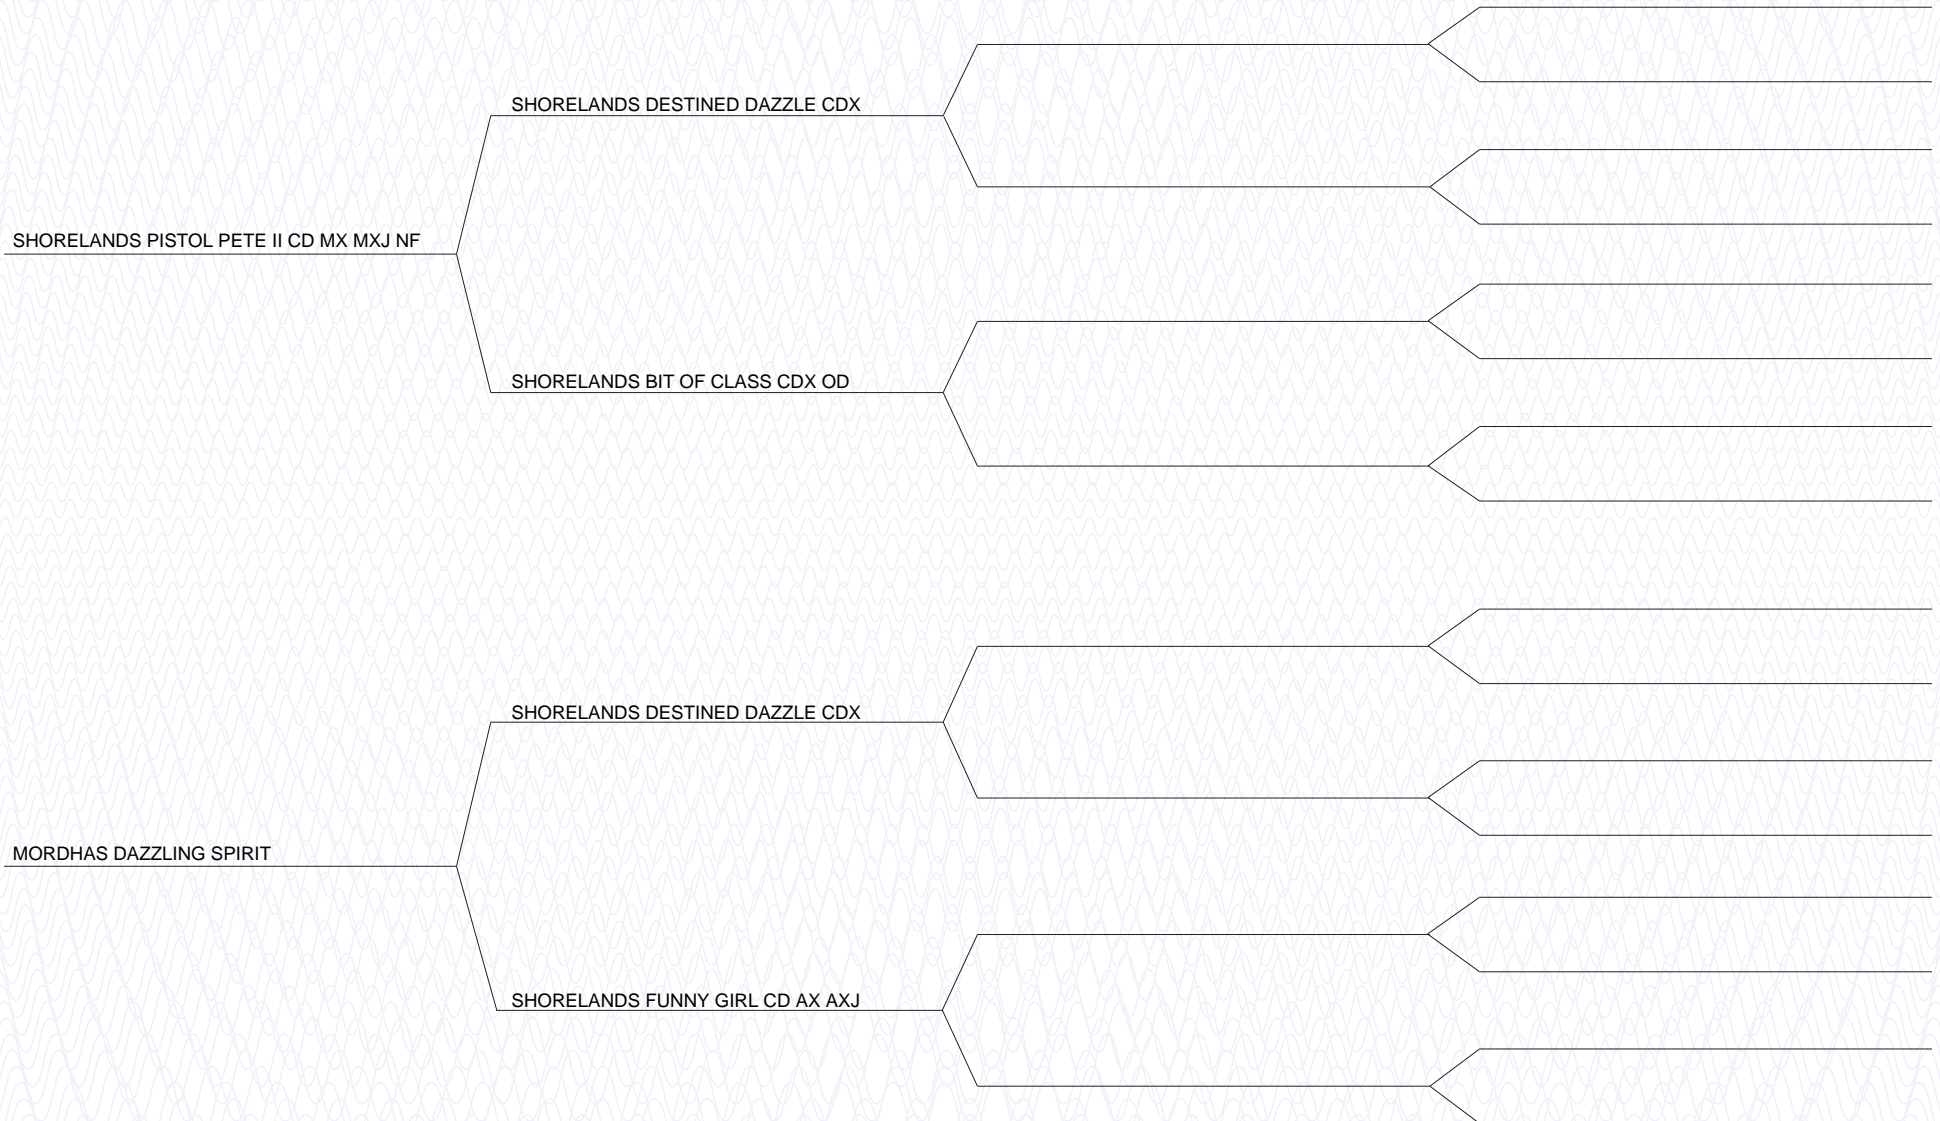 SHORELANDS DESTINED DAZZLE CDX
SHORELANDS PISTOL PETE II CD MX MXJ NF
SHORELANDS BIT OF CLASS CDX OD
SHORELANDS DESTINED DAZZLE CDX
MORDHAS DAZZLING SPIRIT
SHORELANDS FUNNY GIRL CD AX AXJ